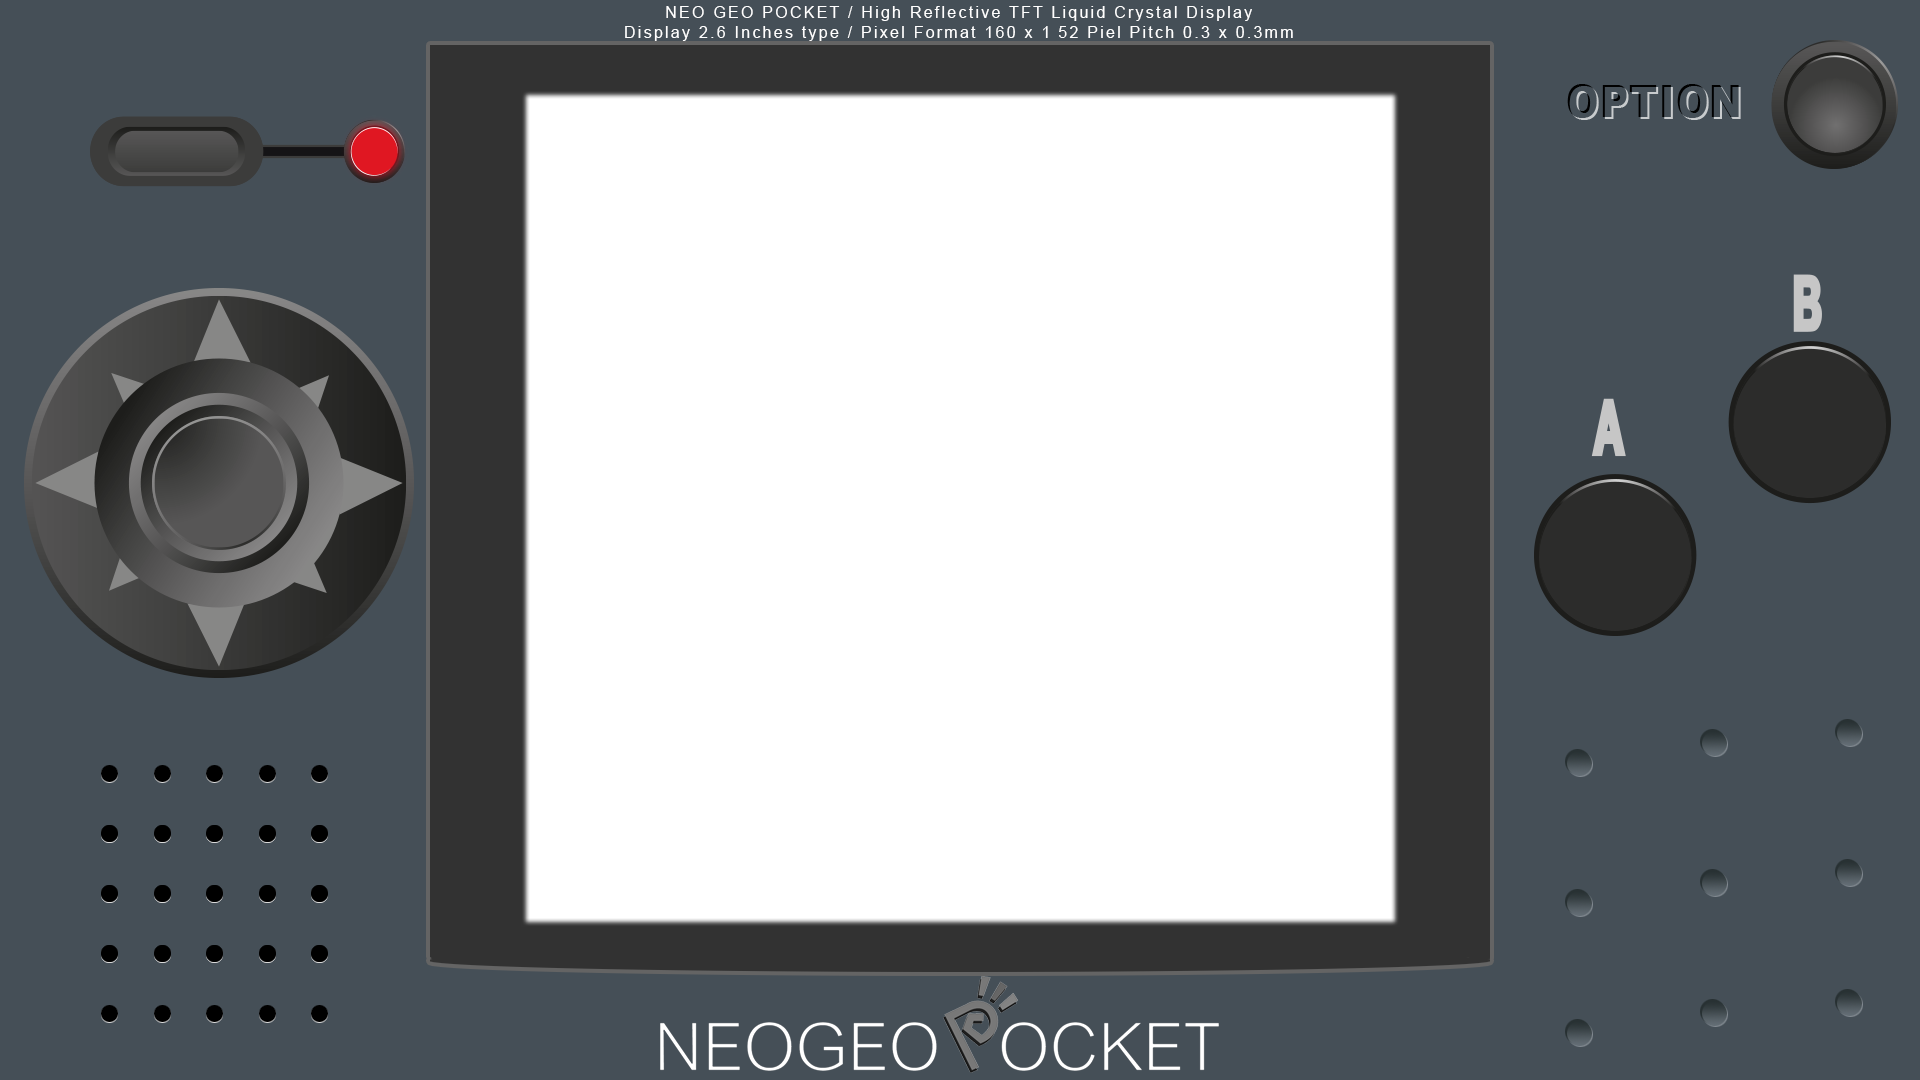 NEO GEO POCKET / High Reflective TFT Liquid Crystal Display
Display 2.6 Inches type / Pixel Format 160 x 1 52 Piel Pitch 0.3 x 0.3mm
OPTION
B
A
NEOGEO POCKET